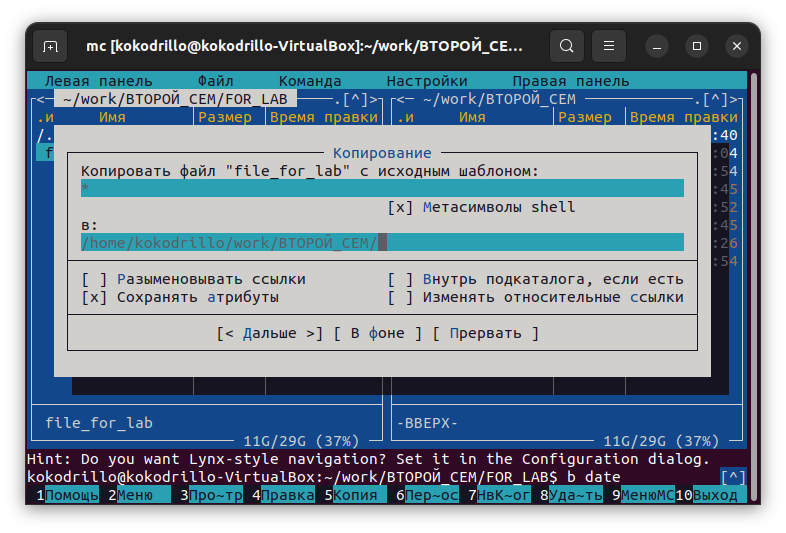 mc [kokodrillo@kokodrillo-VirtualBox]:~/work/ВТОРОЙ_СЕ...
Левая панель Файл Команда Настройки Правая панель
<— ~/work/ВТОРОЙ_СЕМ/FOR_LAB .[^]> <— ~/work/ВТОРОЙ_СЕМ .[^]>
.и Имя Размер Время правки .и Имя Размер Время правки
/. :40
f :04
Копирование
Копировать файл "file_for_lab" с исходным шаблоном:
:54
*
:45
[x] Метасимволы shell
:52
в:
:45
/home/kokodrillo/work/ВТОРОЙ_СЕМ/
:26
:54
[ ] Разыменовывать ссылки [ ] Внутрь подкаталога, если есть
[x] Сохранять атрибуты [ ] Изменять относительные ссылки
[< Дальше >] [ В фоне ] [ Прервать ]
file_for_lab -ВВЕРХ-
11G/29G (37%) 11G/29G (37%)
Hint: Do you want Lynx-style navigation? Set it in the Configuration dialog.
kokodrillo@kokodrillo-VirtualBox:~/work/ВТОРОЙ_СЕМ/FOR_LAB$ b date [^]
1Помощь 2Меню 3Про~тр 4Правка 5Копия 6Пер~ос 7НвК~ог 8Уда~ть 9МенюМС 10Выход